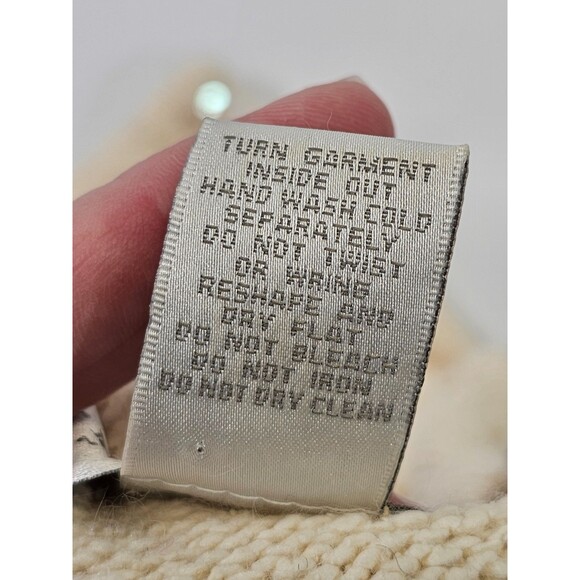 TURN GARMENT
INSIDE OUT
HAND WASH COLD
SEPARATELY
DO NOT TWIST
OR WRING
RESHAPE AND
DRY FLAT
DO NOT BLEACH
DO NOT IRON
DO NOT DRY CLEAN